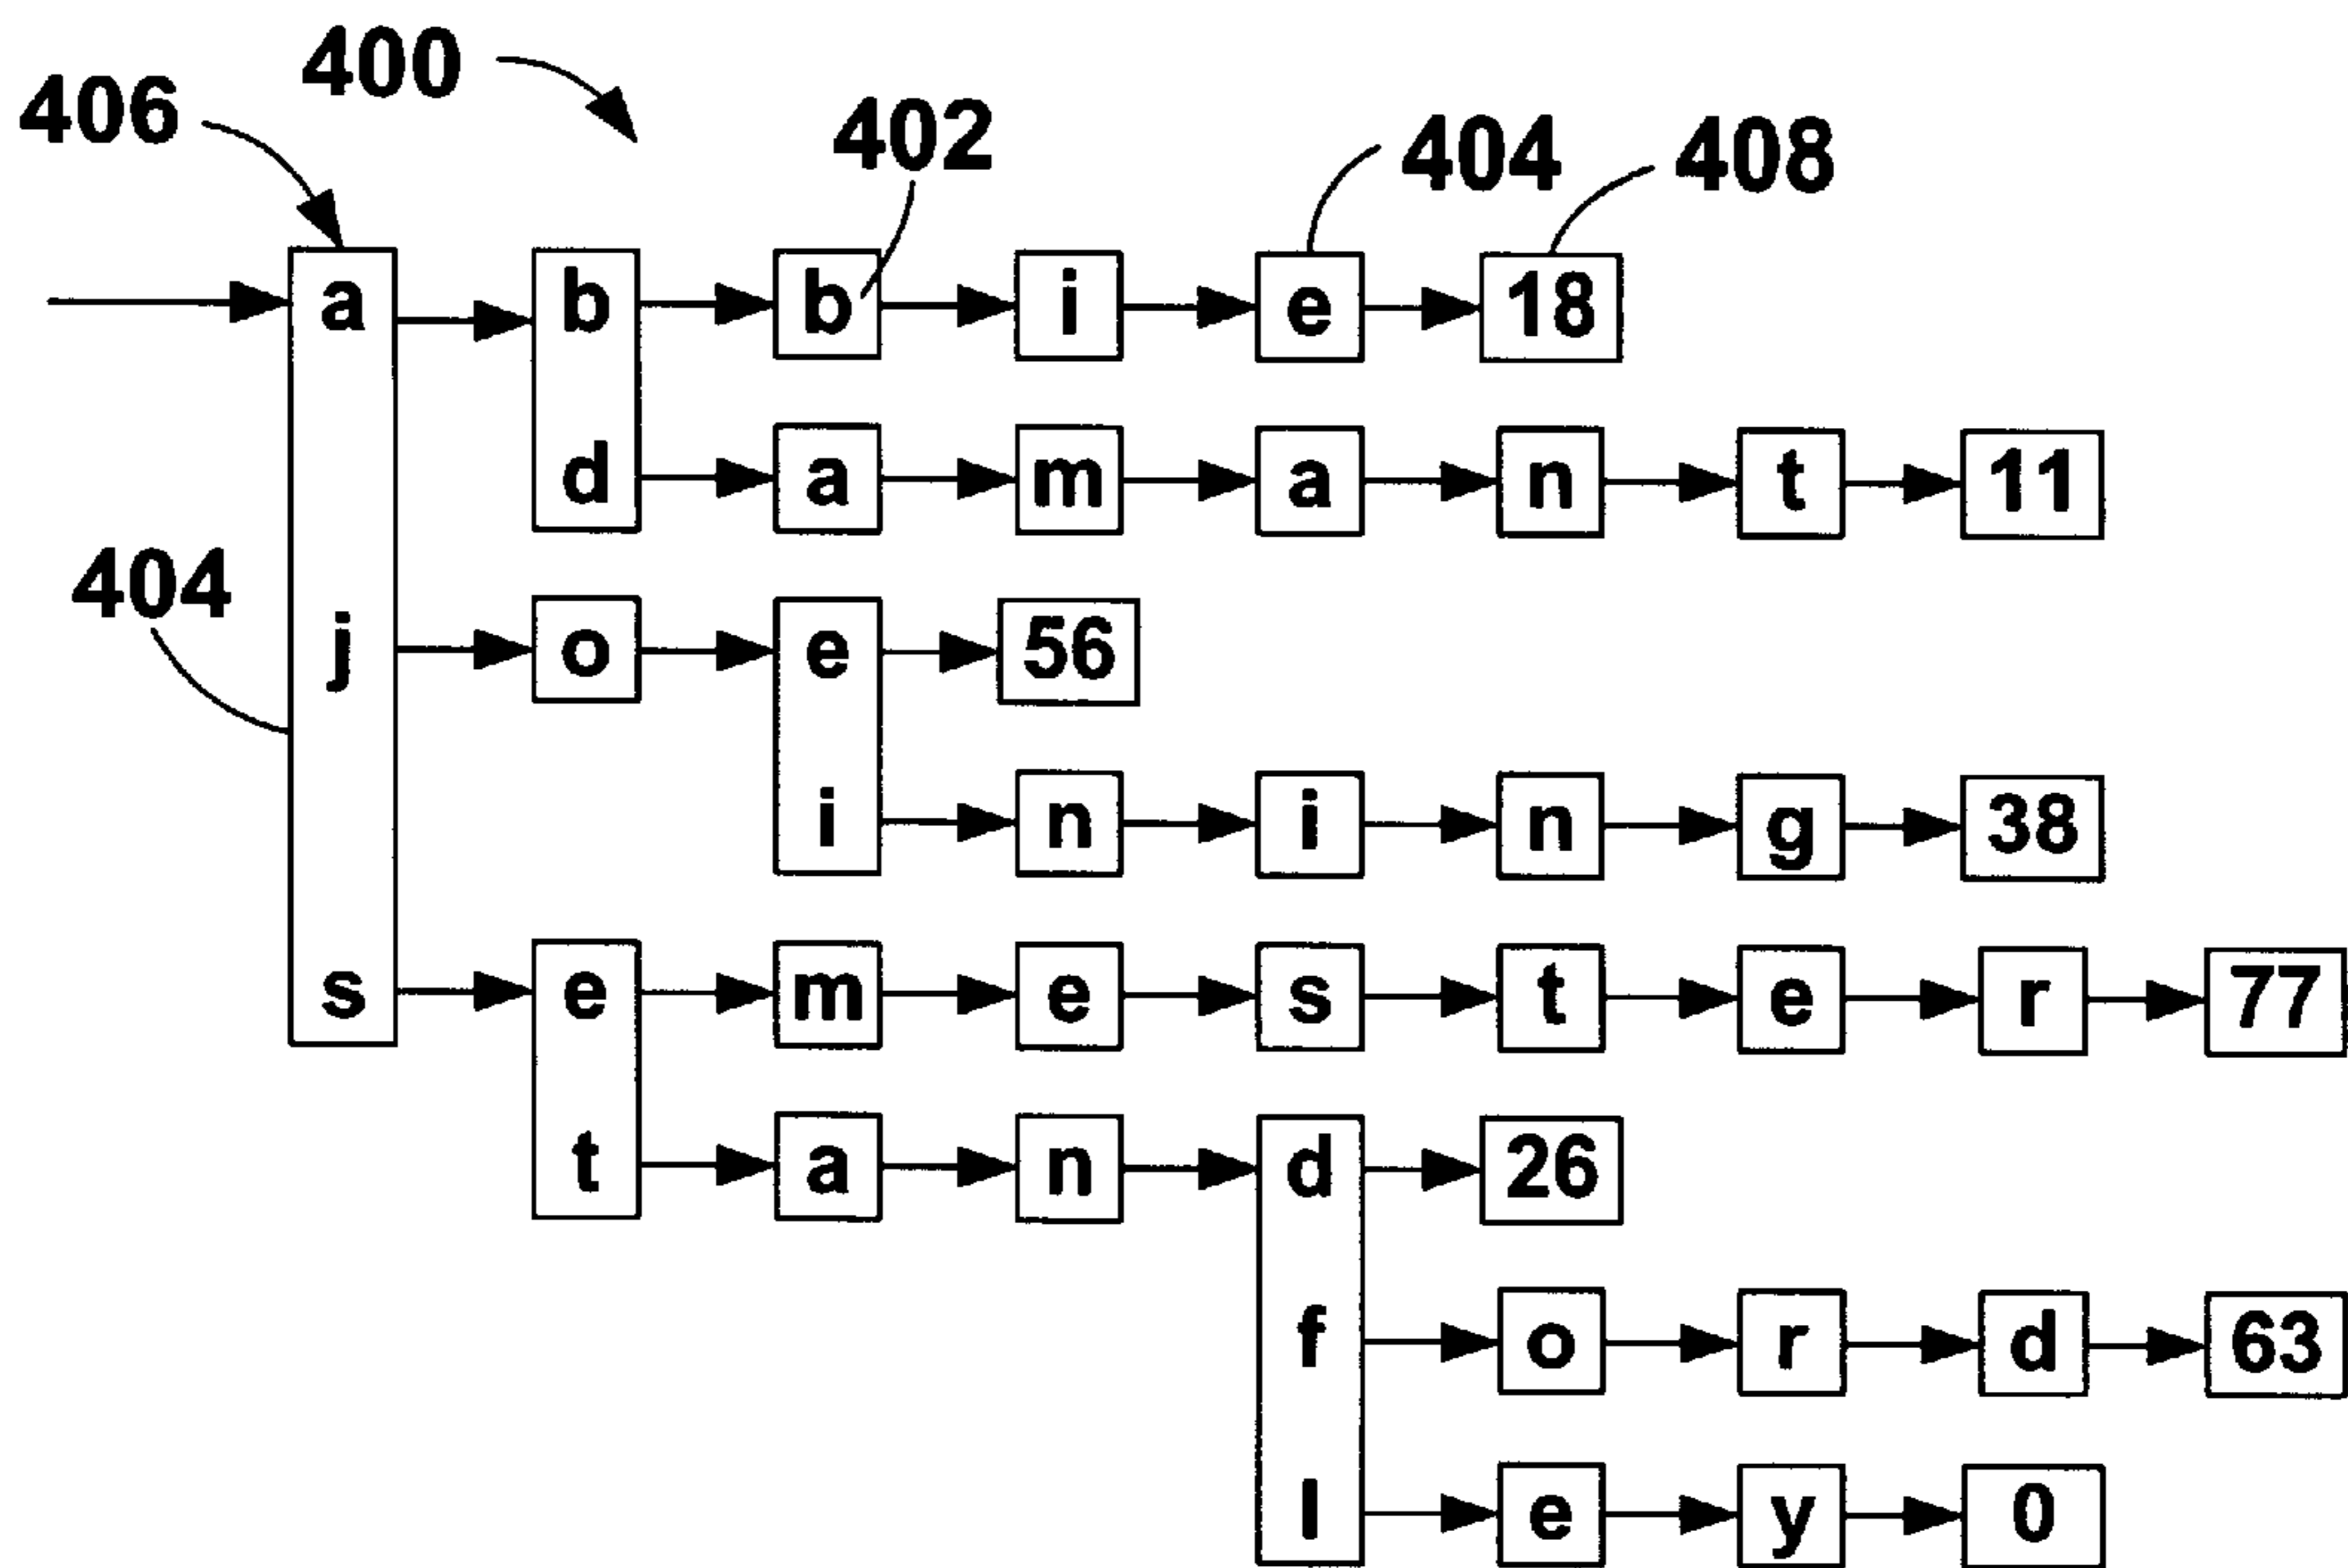 400
406
402
404 408
a b b i e 18
d a m a n t 11
404
j o e 56
i n i n g 38
s e m e s t e r 77
t a n d 26
f o r d 63
l e y 0